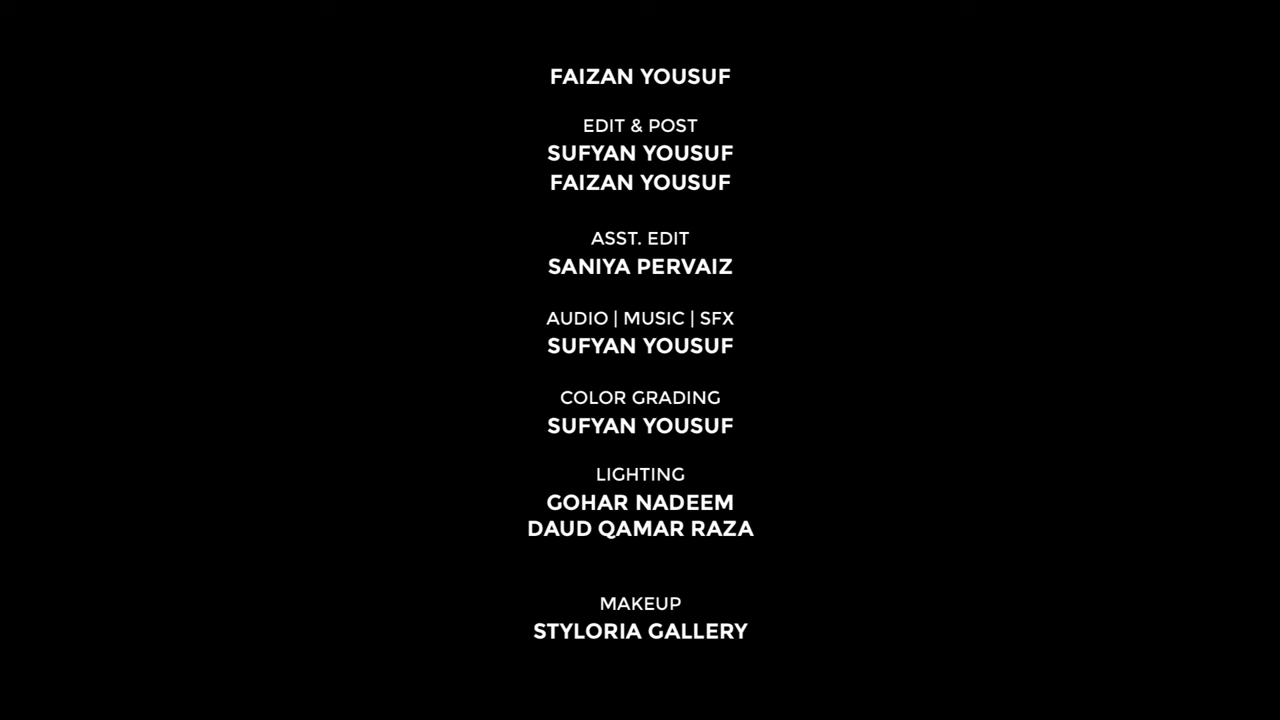 FAIZAN YOUSUF
EDIT & POST
SUFYAN YOUSUF
FAIZAN YOUSUF
ASST. EDIT
SANIYA PERVAIZ
AUDIO | MUSIC | SFX
SUFYAN YOUSUF
COLOR GRADING
SUFYAN YOUSUF
LIGHTING
GOHAR NADEEM
DAUD QAMAR RAZA
MAKEUP
STYLORIA GALLERY